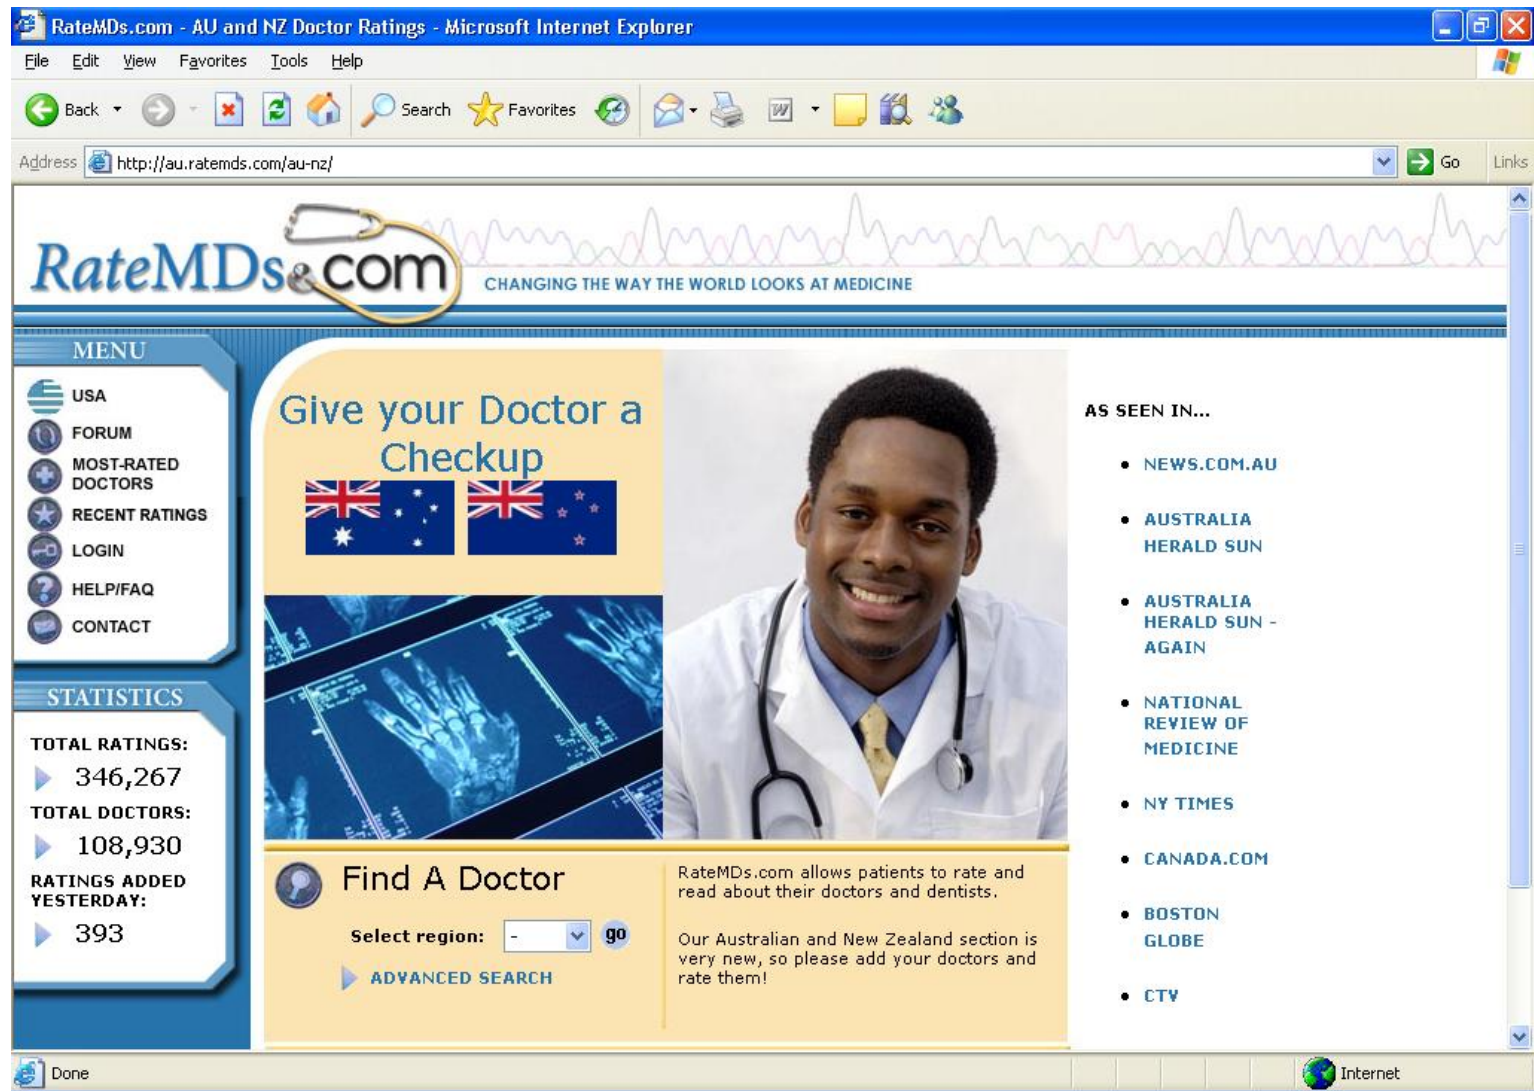 RateMDs.com - AU and NZ Doctor Ratings - Microsoft Internet Explorer
File Edit View Favorites Tools Help
Back Search Favorites
Address http://au.ratemds.com/au-nz/ Go Links
RateMDs.com
CHANGING THE WAY THE WORLD LOOKS AT MEDICINE
MENU
USA
FORUM
MOST-RATED
DOCTORS
RECENT RATINGS
LOGIN
HELP/FAQ
CONTACT
STATISTICS
TOTAL RATINGS:
346,267
TOTAL DOCTORS:
108,930
RATINGS ADDED
YESTERDAY:
393
Give your Doctor a
Checkup
Find A Doctor
Select region: - go
ADVANCED SEARCH
RateMDs.com allows patients to rate and
read about their doctors and dentists.
Our Australian and New Zealand section is
very new, so please add your doctors and
rate them!
AS SEEN IN...
• NEWS.COM.AU
• AUSTRALIA
HERALD SUN
• AUSTRALIA
HERALD SUN -
AGAIN
• NATIONAL
REVIEW OF
MEDICINE
• NY TIMES
• CANADA.COM
• BOSTON
GLOBE
• CTV
Done Internet